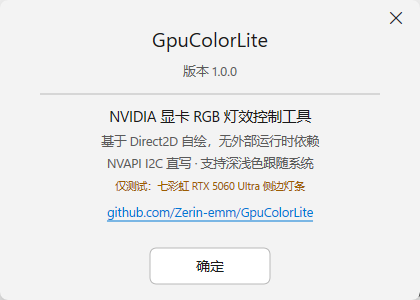 GpuColorLite
版本 1.0.0
NVIDIA 显卡 RGB 灯效控制工具
基于 Direct2D 自绘，无外部运行时依赖
NVAPI I2C 直写 · 支持深浅色跟随系统
仅测试：七彩虹 RTX 5060 Ultra 侧边灯条
github.com/Zerin-emm/GpuColorLite
确定